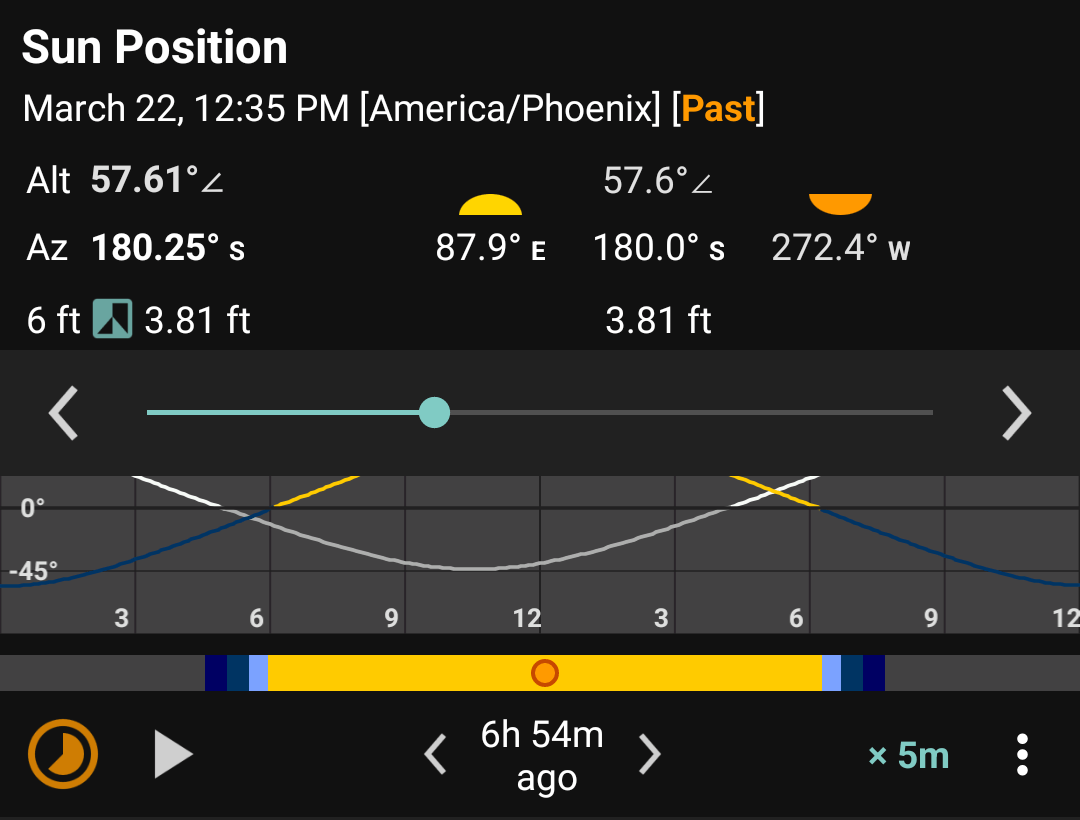 Sun Position
March 22, 12:35 PM [America/Phoenix] [Past]
Alt 57.61°∠ 57.6°∠
Az 180.25° S 87.9° E 180.0° S 272.4° W
6 ft 3.81 ft 3.81 ft
0°
-45°
3 6 9 12 3 6 9 12
6h 54m
ago
× 5m